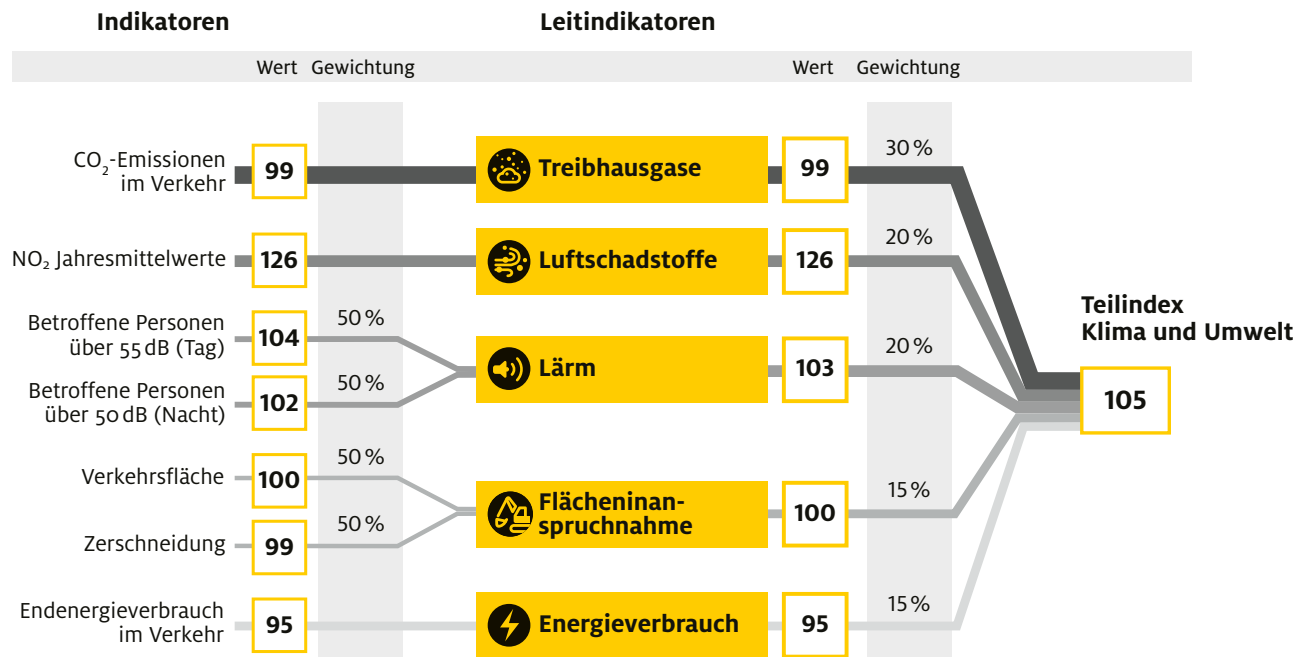 Indikatoren
Leitindikatoren
Wert Gewichtung
Wert Gewichtung
CO₂-Emissionen
im Verkehr
99
Treibhausgase
99
30 %
NO₂ Jahresmittelwerte
126
Luftschadstoffe
126
20 %
Betroffene Personen
über 55 dB (Tag)
104
50 %
Betroffene Personen
über 50 dB (Nacht)
102
50 %
Lärm
103
20 %
Verkehrsfläche
100
50 %
Zerschneidung
99
50 %
Flächeninan-
spruchnahme
100
15 %
Endenergieverbrauch
im Verkehr
95
Energieverbrauch
95
15 %
Teilindex
Klima und Umwelt
105